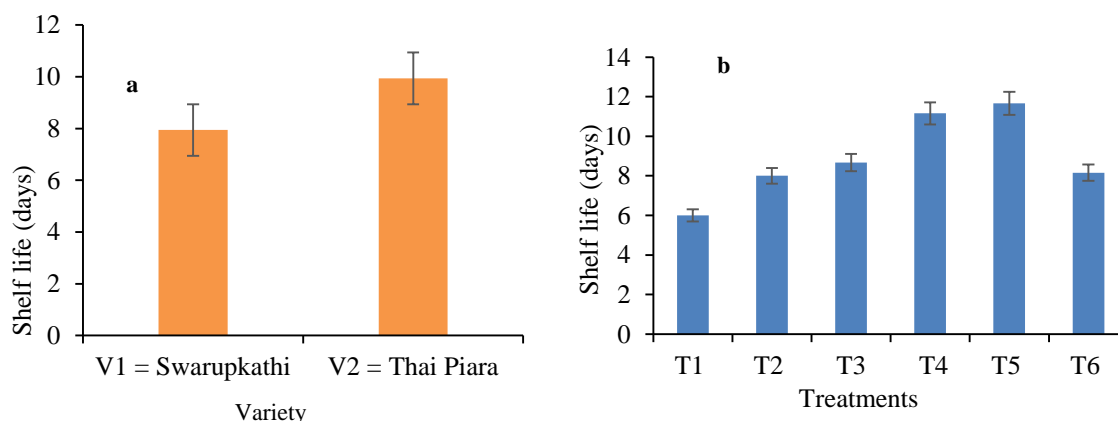 12
10
8
6
4
2
0
Shelf life (days)
a
V1 = Swarupkathi V2 = Thai Piara
Variety
14
12
10
8
6
4
2
0
Shelf life (days)
b
T1 T2 T3 T4 T5 T6
Treatments